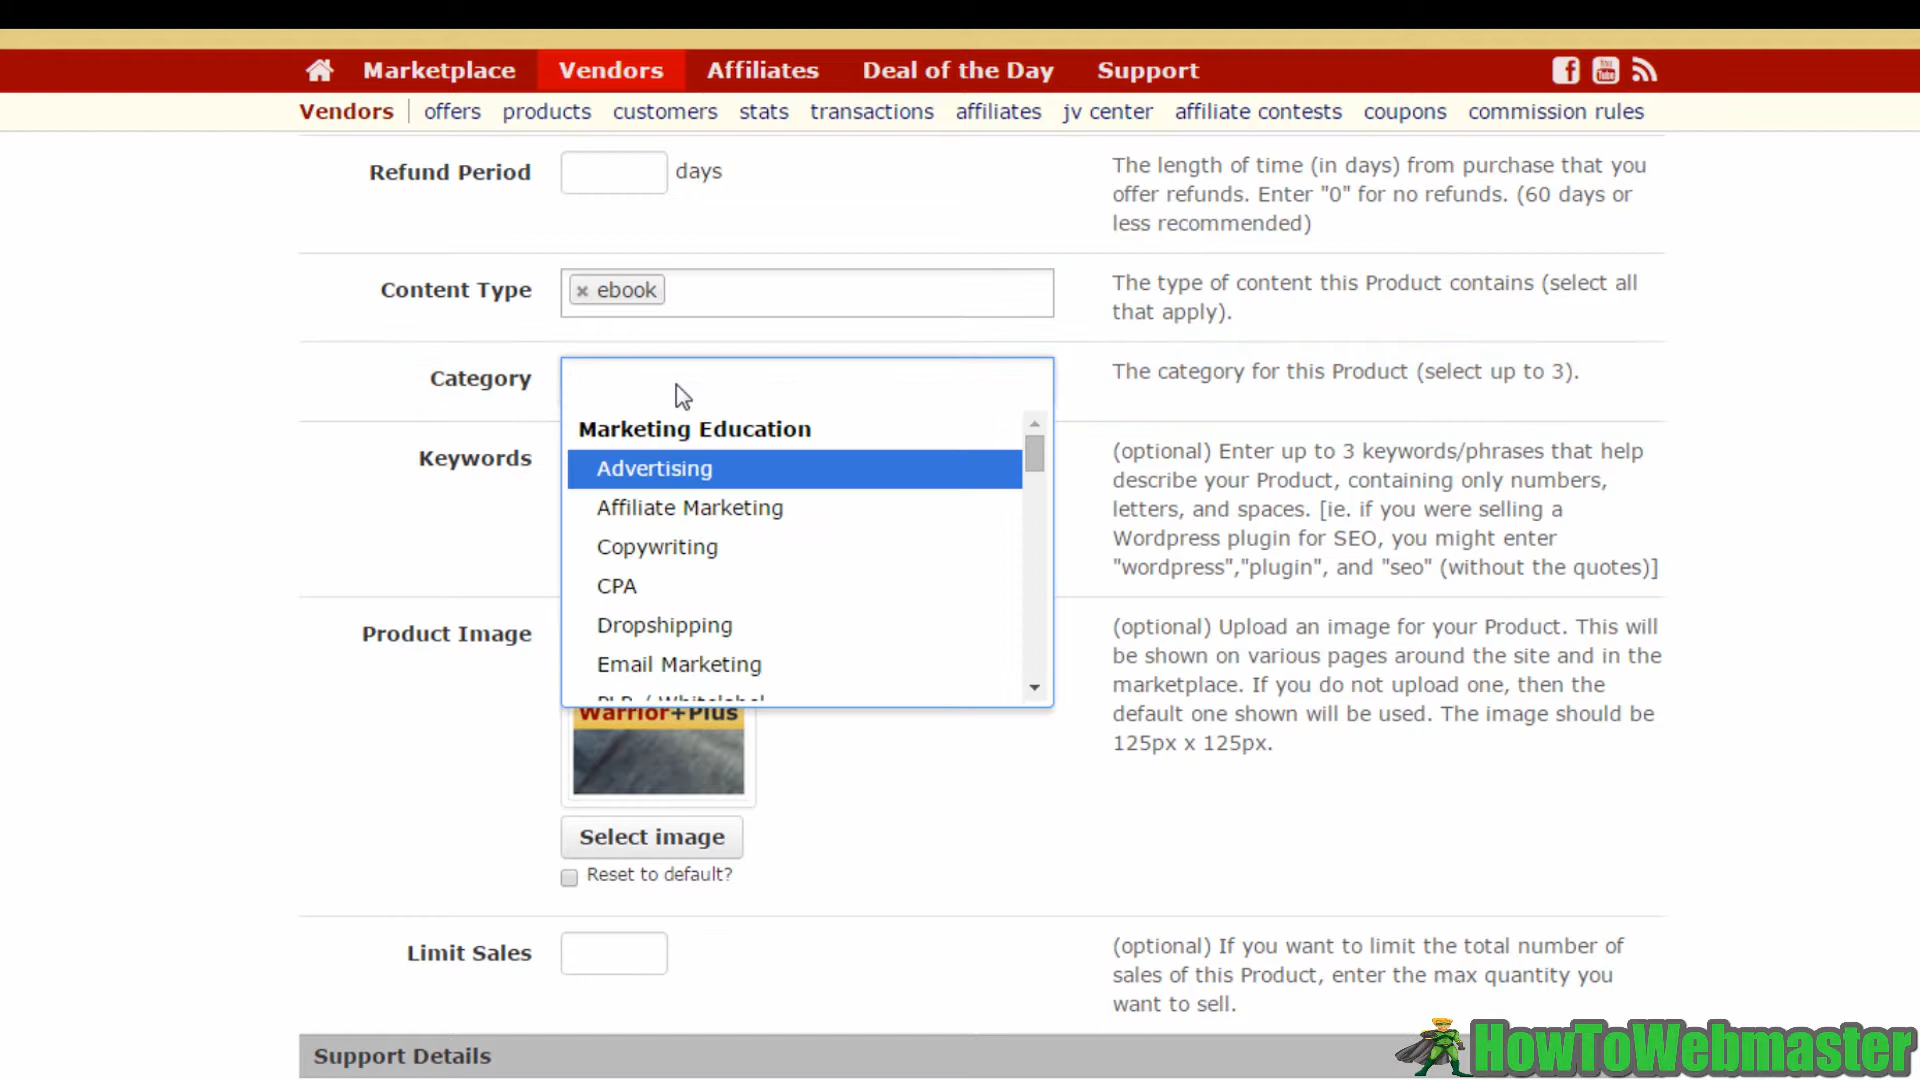 Marketplace Vendors Affiliates Deal of the Day Support
You Tube
Vendors offers products customers stats transactions affiliates jv center affiliate contests coupons commission rules
Refund Period
days
The length of time (in days) from purchase that you
offer refunds. Enter "0" for no refunds. (60 days or
less recommended)
Content Type
× ebook
The type of content this Product contains (select all
that apply).
Category
The category for this Product (select up to 3).
Marketing Education
Advertising
Affiliate Marketing
Copywriting
CPA
Dropshipping
Email Marketing
PLR / Whitelabel
Keywords
(optional) Enter up to 3 keywords/phrases that help
describe your Product, containing only numbers,
letters, and spaces. [ie. if you were selling a
Wordpress plugin for SEO, you might enter
"wordpress","plugin", and "seo" (without the quotes)]
Product Image
Warrior+Plus
(optional) Upload an image for your Product. This will
be shown on various pages around the site and in the
marketplace. If you do not upload one, then the
default one shown will be used. The image should be
125px x 125px.
Select image
Reset to default?
Limit Sales
(optional) If you want to limit the total number of
sales of this Product, enter the max quantity you
want to sell.
Support Details
HowToWebmaster